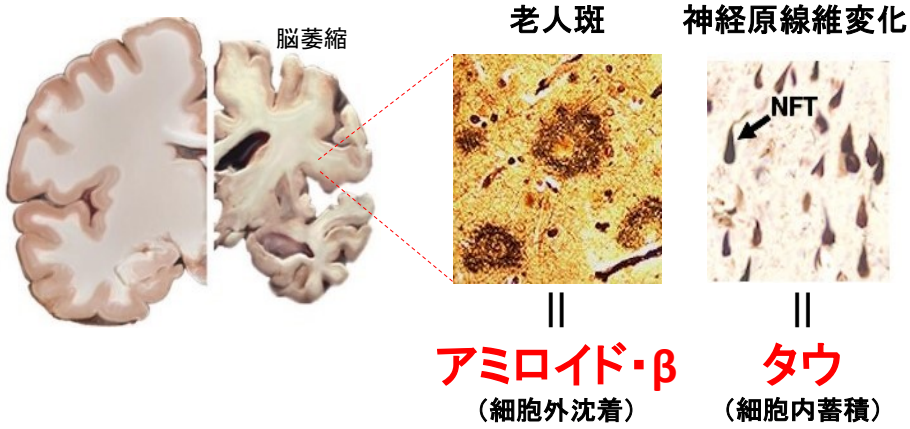 脳萎縮
老人斑
神経原線維変化
NFT
=
=
アミロイド・β
タウ
（細胞外沈着）
（細胞内蓄積）